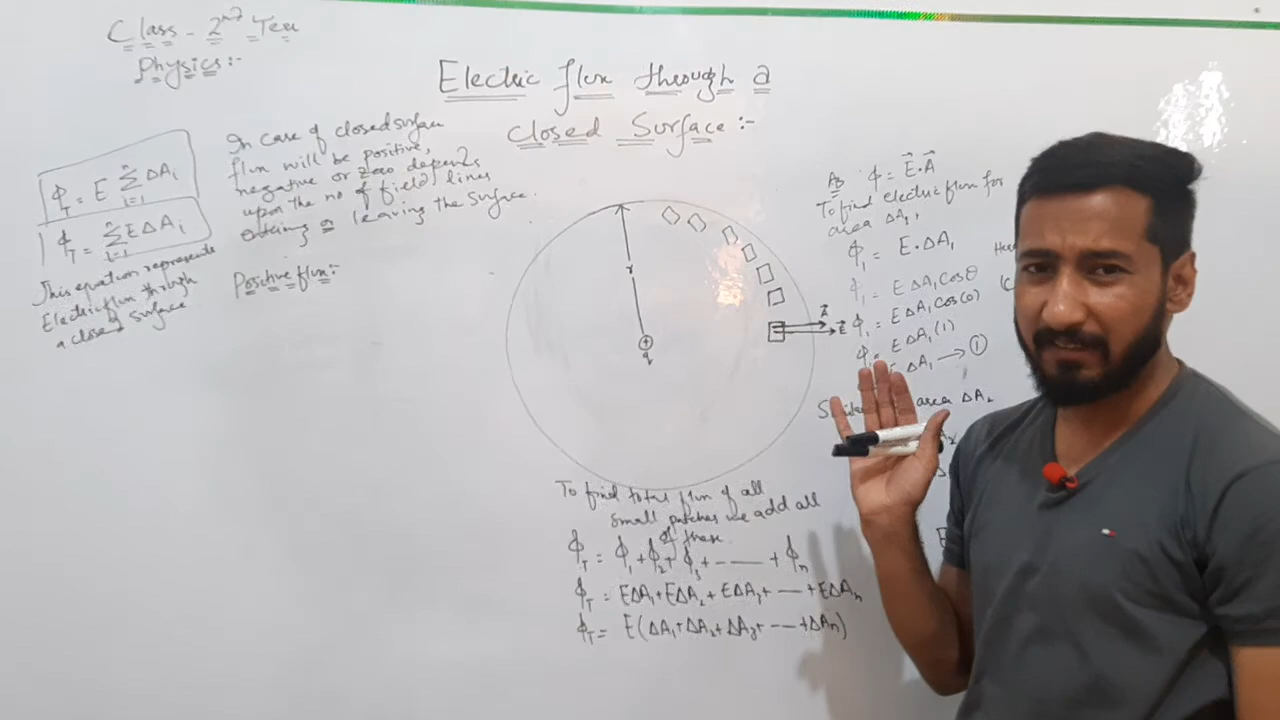 Class - 2nd Year
Physics:-
Electric flux through a
closed Surface:-
ΦT = E Σ ΔAi
n
i=1
ΦT = Σ EΔAi
n
i=1
This equation represents
Electric flux through
a closed surface
In case of closed surface
flux will be positive,
negative or zero depends
upon the no of field lines
entering or leaving the surface.
Positive flux:-
r
q
A
E
As Φ = E⃗.A⃗
To find electric flux for
area ΔA1,
Φ1 = E.ΔA1
Φ1 = EΔA1Cosθ
Φ1 = EΔA1Cos(0)
Φ1 = EΔA1(1)
ΔA1 → ①
area ΔA2
To find total flux of all
small patches we add all
of these
ΦT = Φ1+Φ2+Φ3+-----+Φn
ΦT = EΔA1+EΔA2+EΔA3+---+EΔAn
ΦT = E(ΔA1+ΔA2+ΔA3+---+ΔAn)